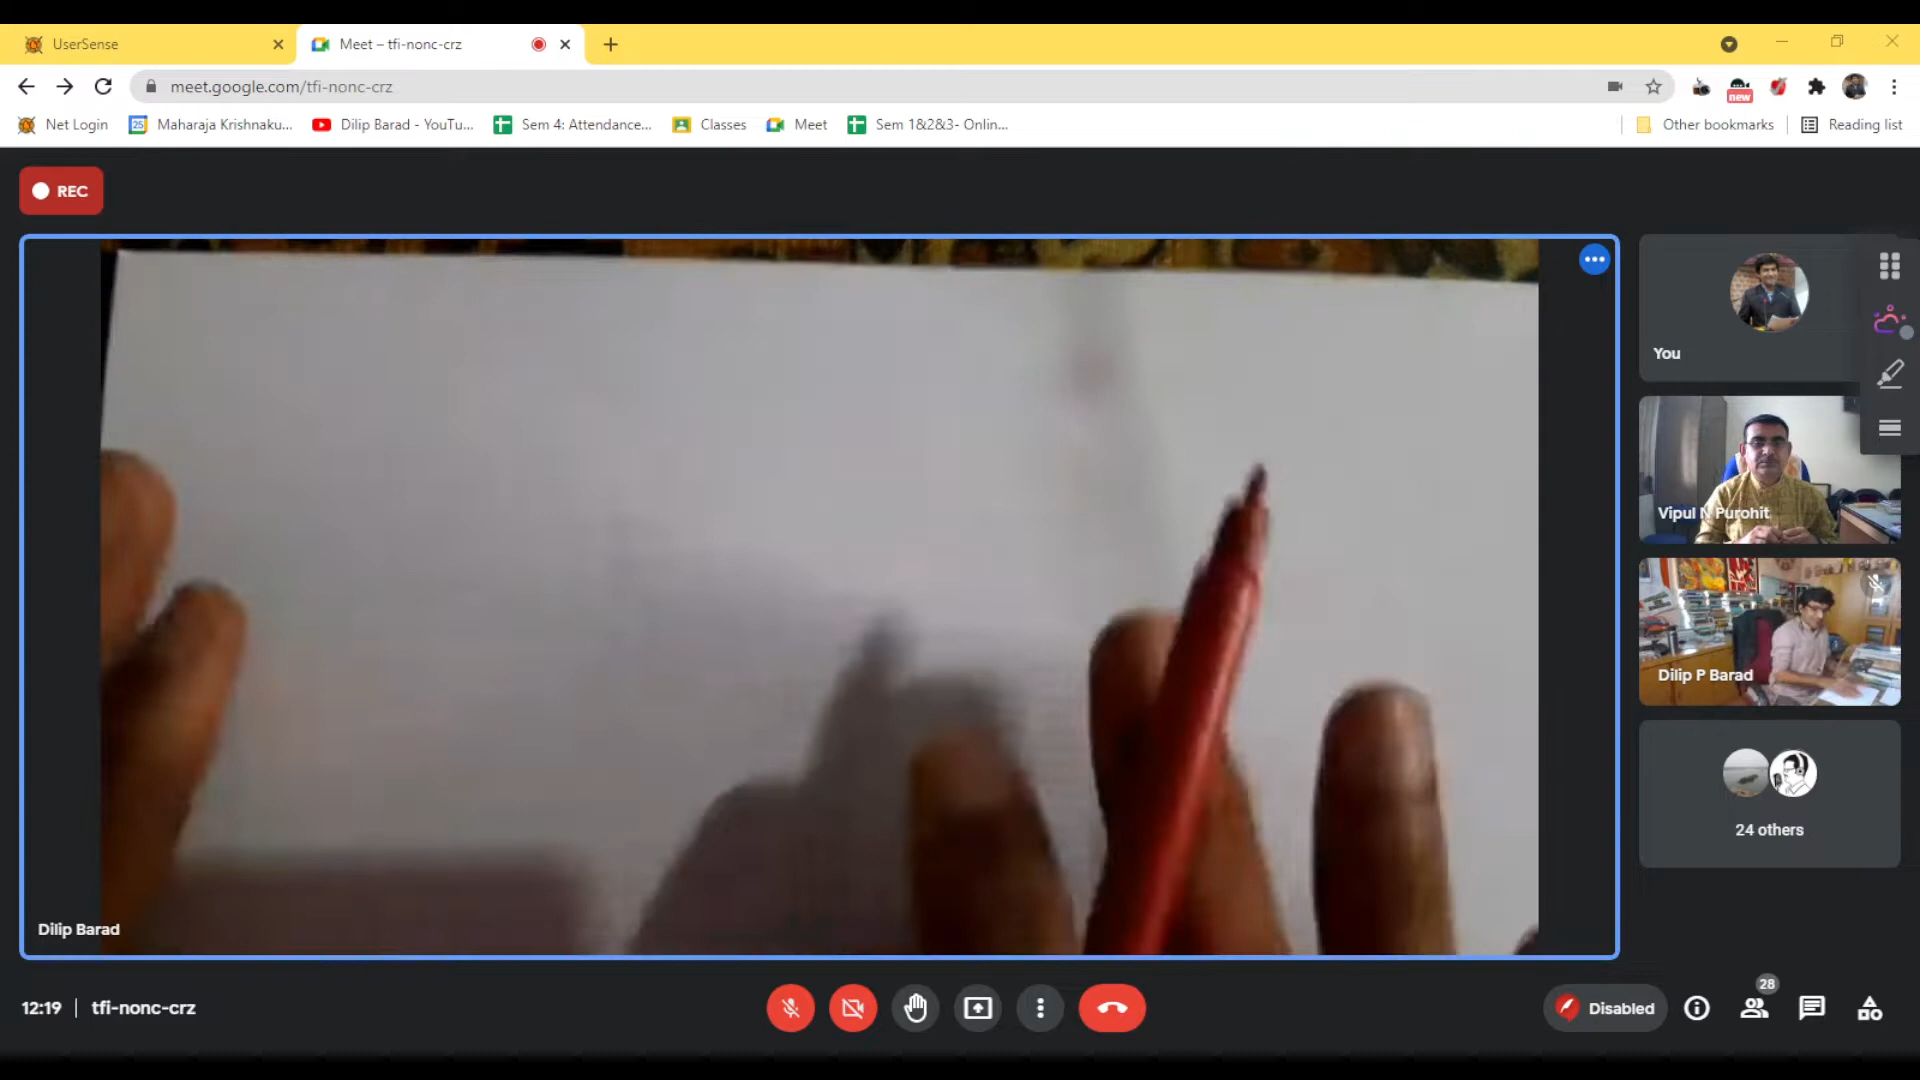 UserSense
Meet – tfi-nonc-crz
meet.google.com/tfi-nonc-crz
new
Net Login
25
Maharaja Krishnaku...
Dilip Barad - YouTu...
Sem 4: Attendance...
Classes
Meet
Sem 1&2&3- Onlin...
Other bookmarks
Reading list
REC
You
Vipul N Purohit
Dilip P Barad
24 others
Dilip Barad
12:19
tfi-nonc-crz
Disabled
28